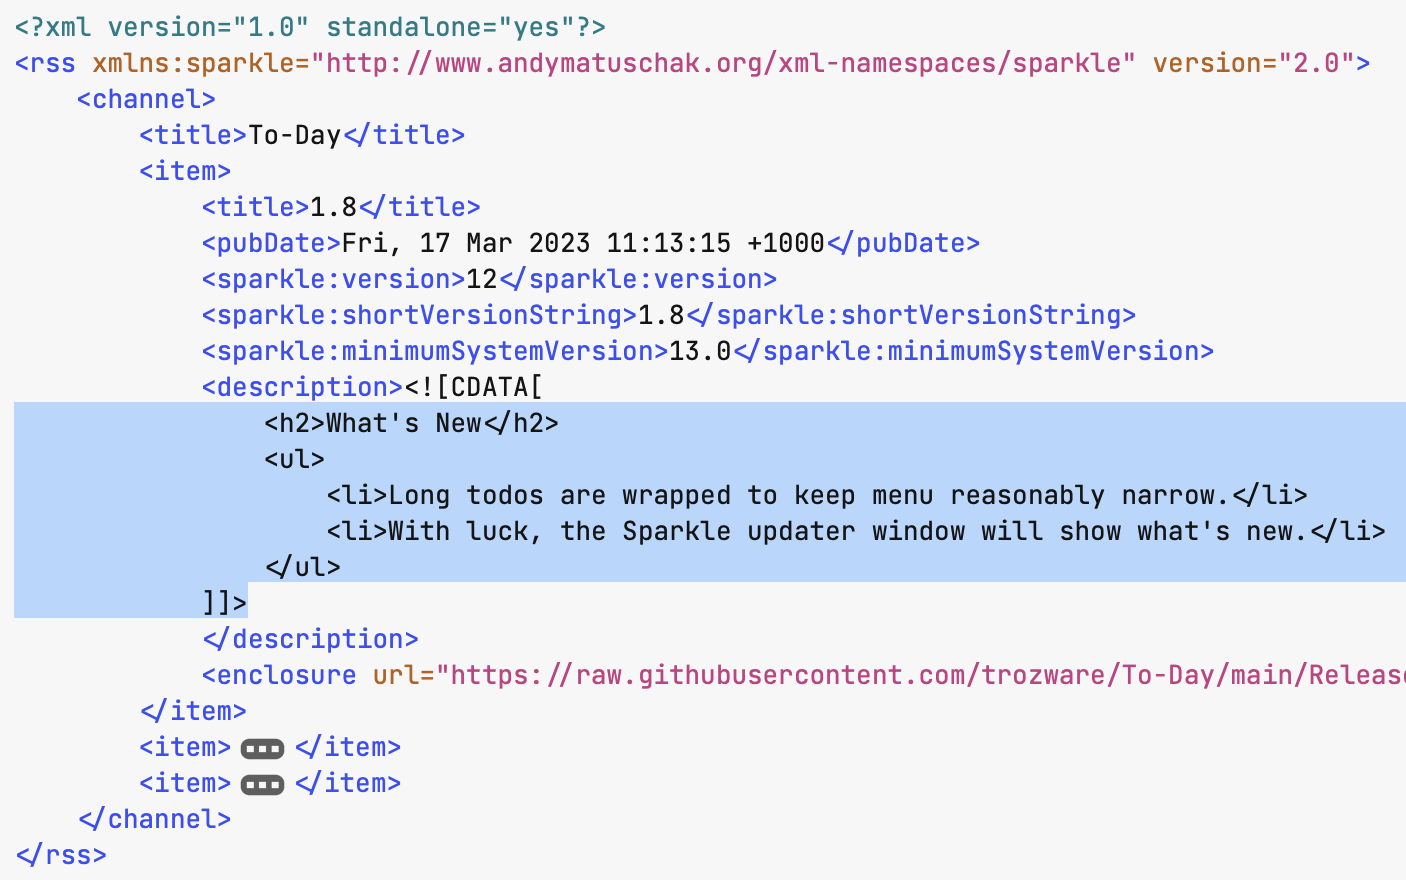 <?xml version="1.0" standalone="yes"?>
<rss xmlns:sparkle="http://www.andymatuschak.org/xml-namespaces/sparkle" version="2.0">
    <channel>
        <title>To-Day</title>
        <item>
            <title>1.8</title>
            <pubDate>Fri, 17 Mar 2023 11:13:15 +1000</pubDate>
            <sparkle:version>12</sparkle:version>
            <sparkle:shortVersionString>1.8</sparkle:shortVersionString>
            <sparkle:minimumSystemVersion>13.0</sparkle:minimumSystemVersion>
            <description><![CDATA[
                <h2>What's New</h2>
                <ul>
                    <li>Long todos are wrapped to keep menu reasonably narrow.</li>
                    <li>With luck, the Sparkle updater window will show what's new.</li>
                </ul>
            ]]>
            </description>
            <enclosure url="https://raw.githubusercontent.com/trozware/To-Day/main/Releas
        </item>
        <item> </item>
        <item> </item>
    </channel>
</rss>